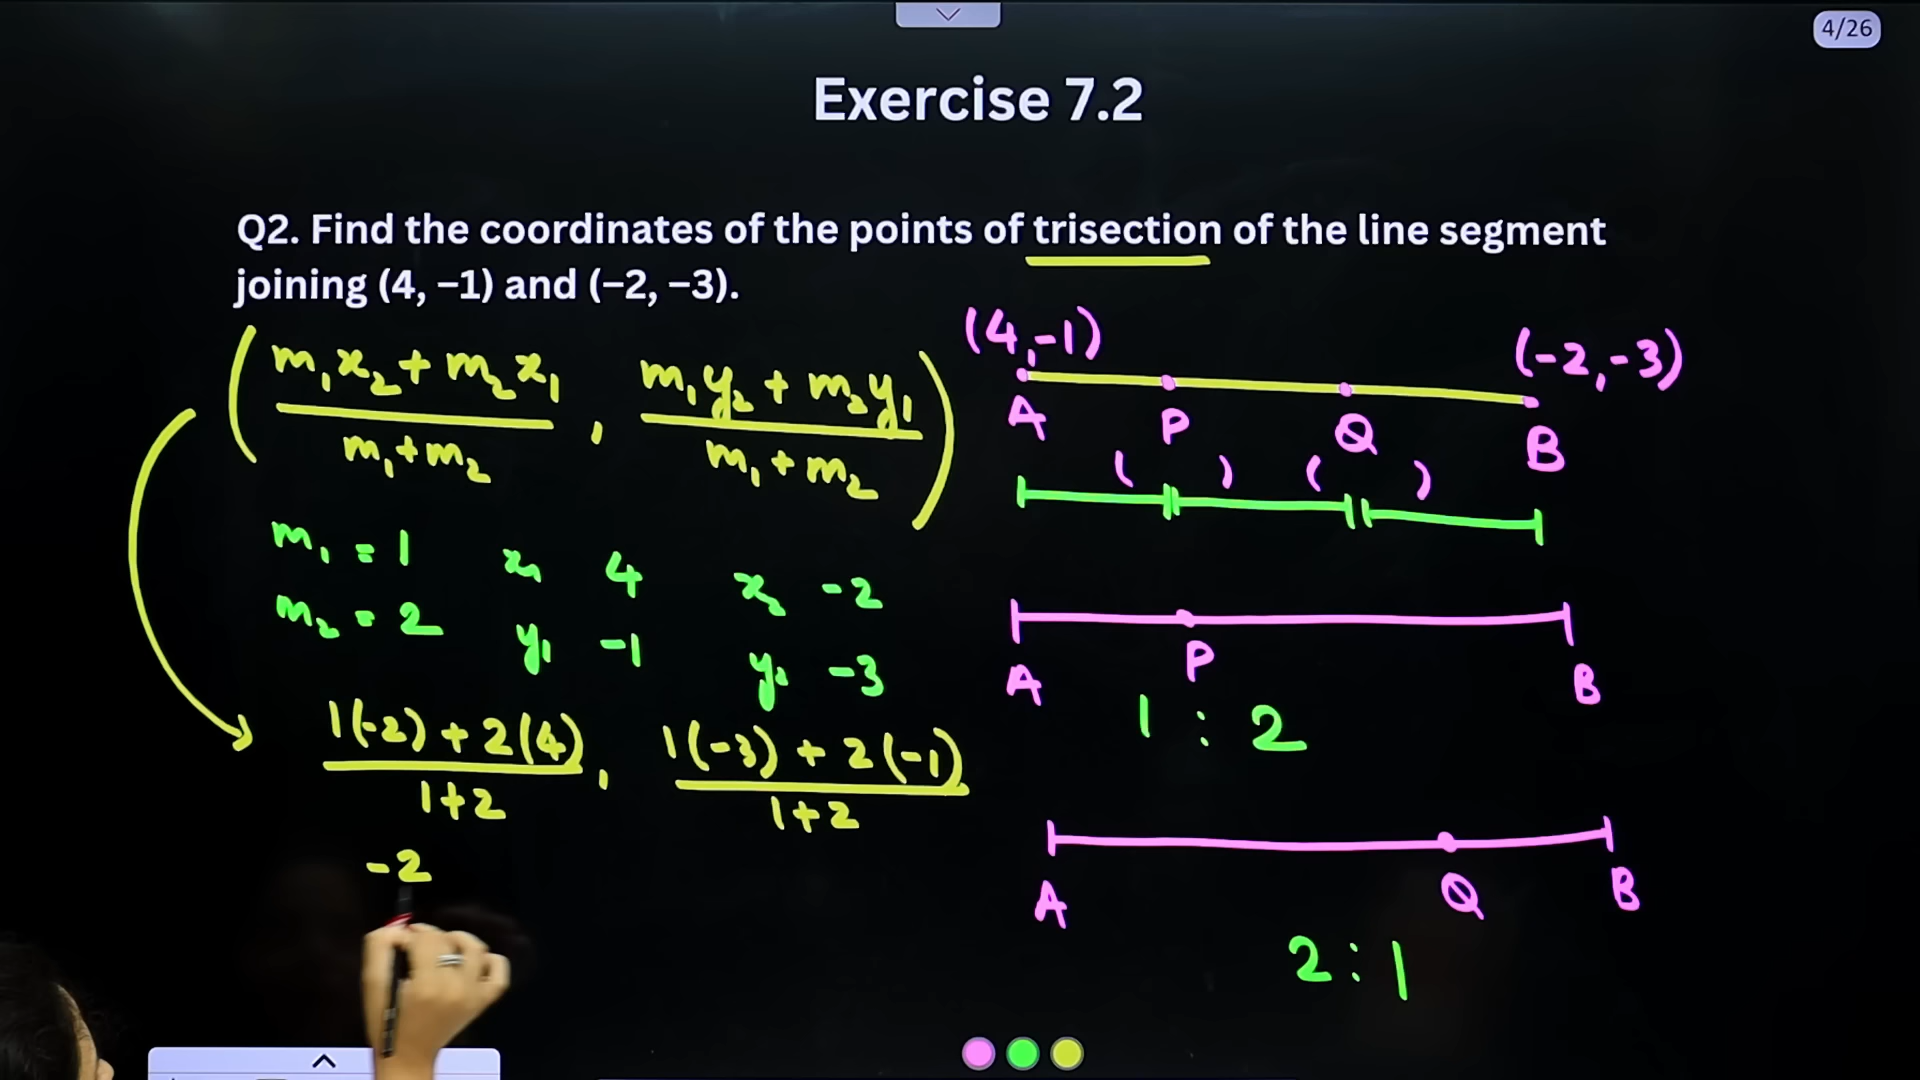 4/26
Exercise 7.2
Q2. Find the coordinates of the points of trisection of the line segment
joining (4, −1) and (−2, −3).
(m₁x₂ + m₂x₁ / m₁ + m₂ , m₁y₂ + m₂y₁ / m₁ + m₂)
(4, -1) (-2, -3)
A P Q B
( ) ( )
m₁ = 1 x₁ 4 x₂ -2
m₂ = 2 y₁ -1 y₂ -3
A P B
1 : 2
1(-2) + 2(4) / 1+2 , 1(-3) + 2(-1) / 1+2
-2
A Q B
2 : 1